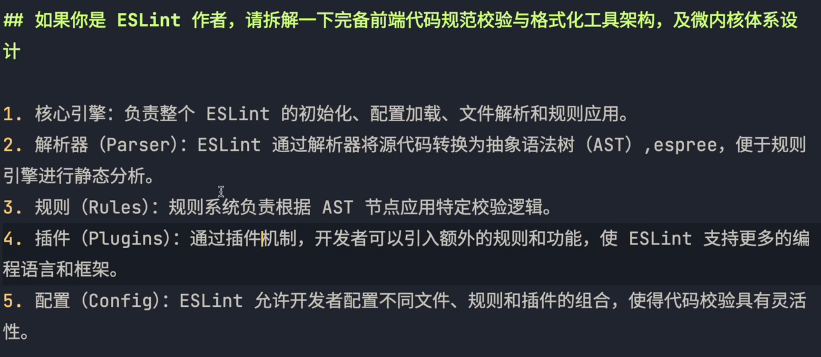 ## 如果你是 ESLint 作者，请拆解一下完备前端代码规范校验与格式化工具架构，及微内核体系设
计
1. 核心引擎：负责整个 ESLint 的初始化、配置加载、文件解析和规则应用。
2. 解析器（Parser）：ESLint 通过解析器将源代码转换为抽象语法树（AST）,espree，便于规则
引擎进行静态分析。
3. 规则（Rules）：规则系统负责根据 AST 节点应用特定校验逻辑。
4. 插件（Plugins）：通过插件机制，开发者可以引入额外的规则和功能，使 ESLint 支持更多的编
程语言和框架。
5. 配置（Config）：ESLint 允许开发者配置不同文件、规则和插件的组合，使得代码校验具有灵活
性。